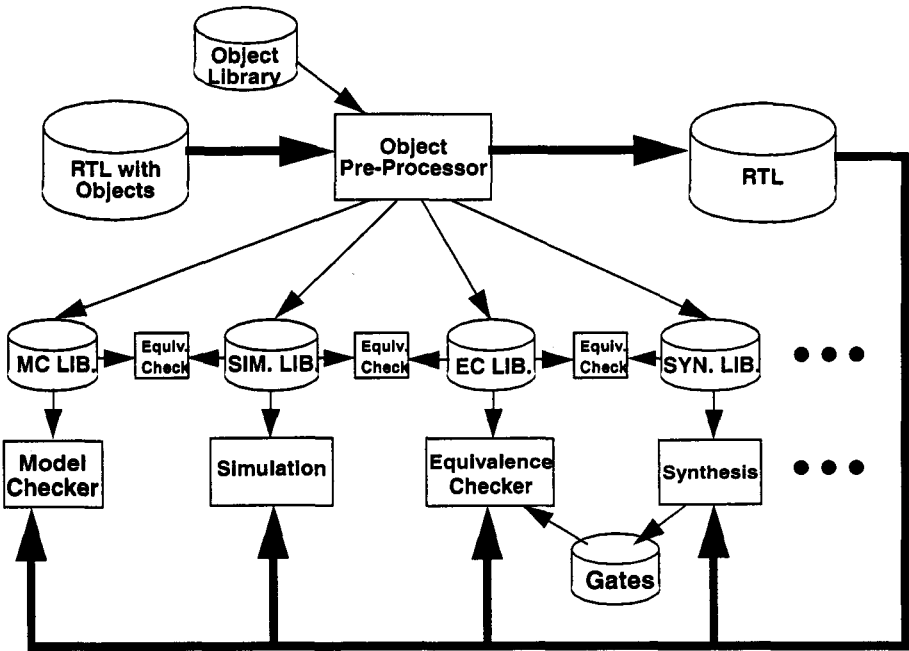 Object
Library
RTL with
Objects
Object
Pre-Processor
RTL
MC LIB.
Equiv.
Check
SIM. LIB.
Equiv.
Check
EC LIB.
Equiv.
Check
SYN. LIB.
Model
Checker
Simulation
Equivalence
Checker
Synthesis
Gates